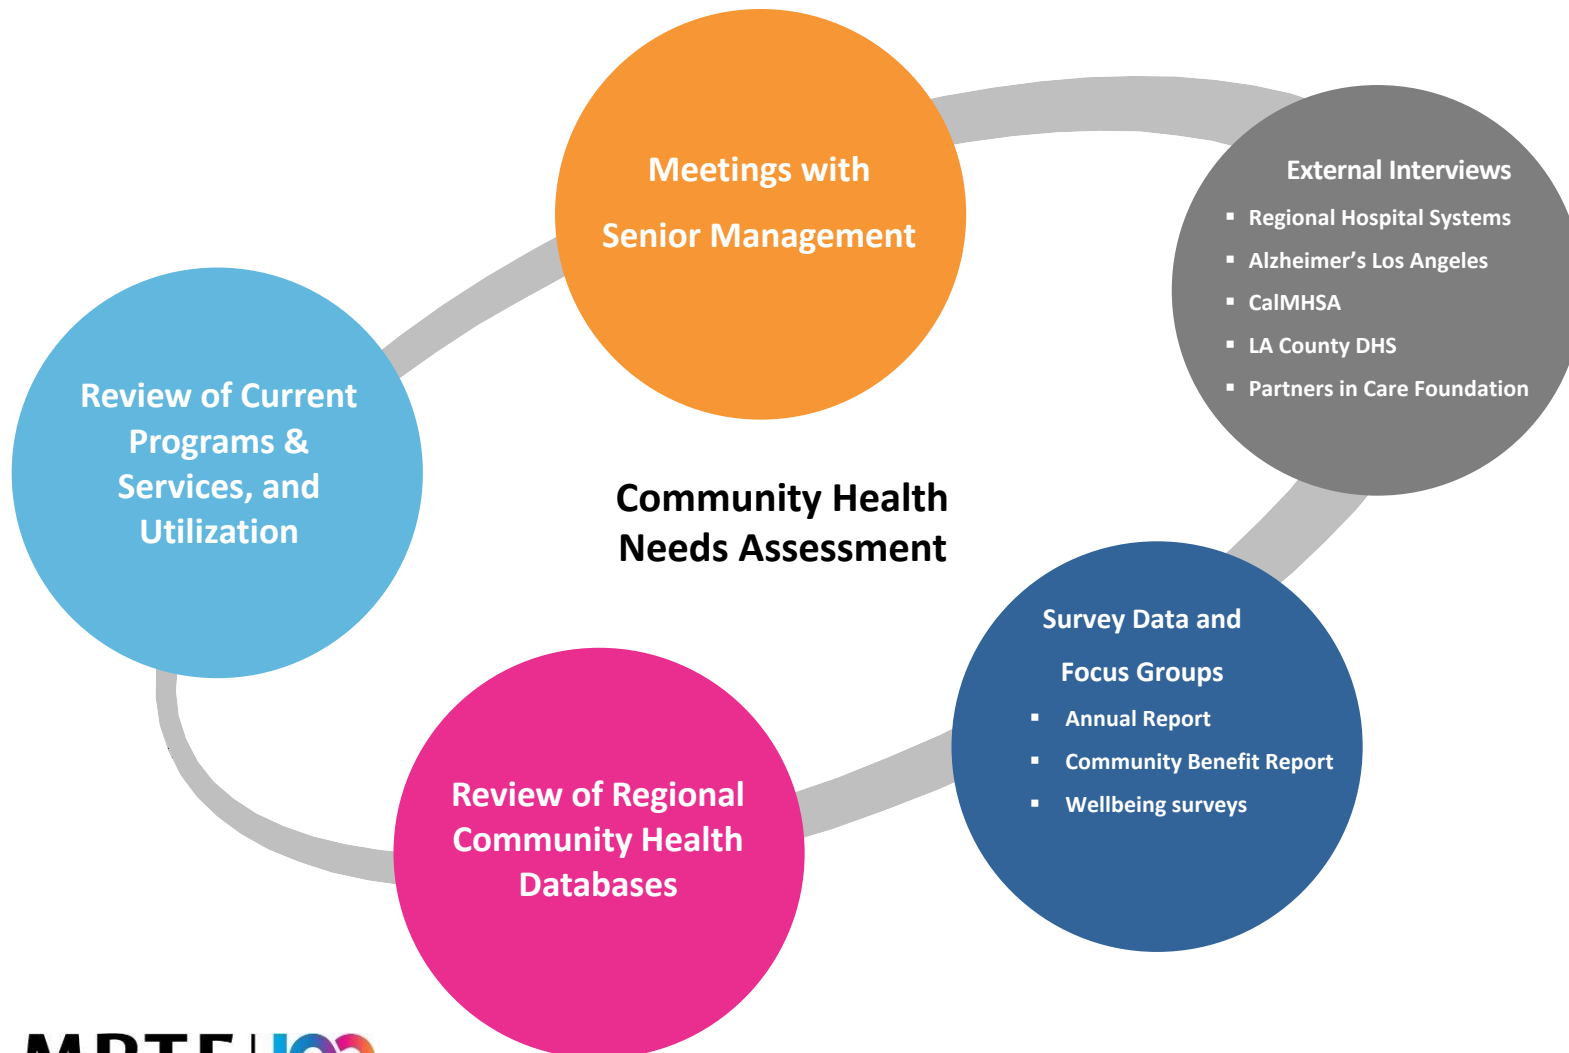 Meetings with
Senior Management
External Interviews
▪ Regional Hospital Systems
▪ Alzheimer’s Los Angeles
▪ CalMHSA
▪ LA County DHS
▪ Partners in Care Foundation
Review of Current
Programs &
Services, and
Utilization
Community Health
Needs Assessment
Survey Data and
Focus Groups
▪ Annual Report
▪ Community Benefit Report
▪ Wellbeing surveys
Review of Regional
Community Health
Databases
MPTF